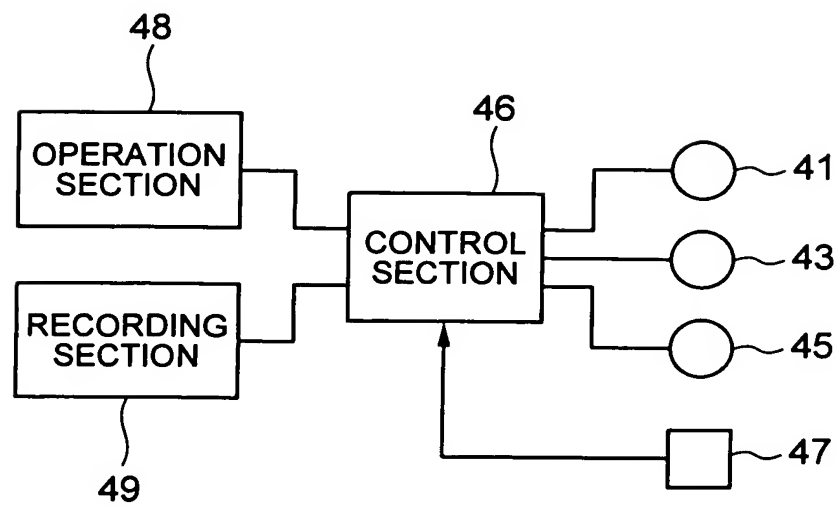 48
OPERATION
SECTION
46
41
CONTROL
SECTION
43
RECORDING
SECTION
45
47
49